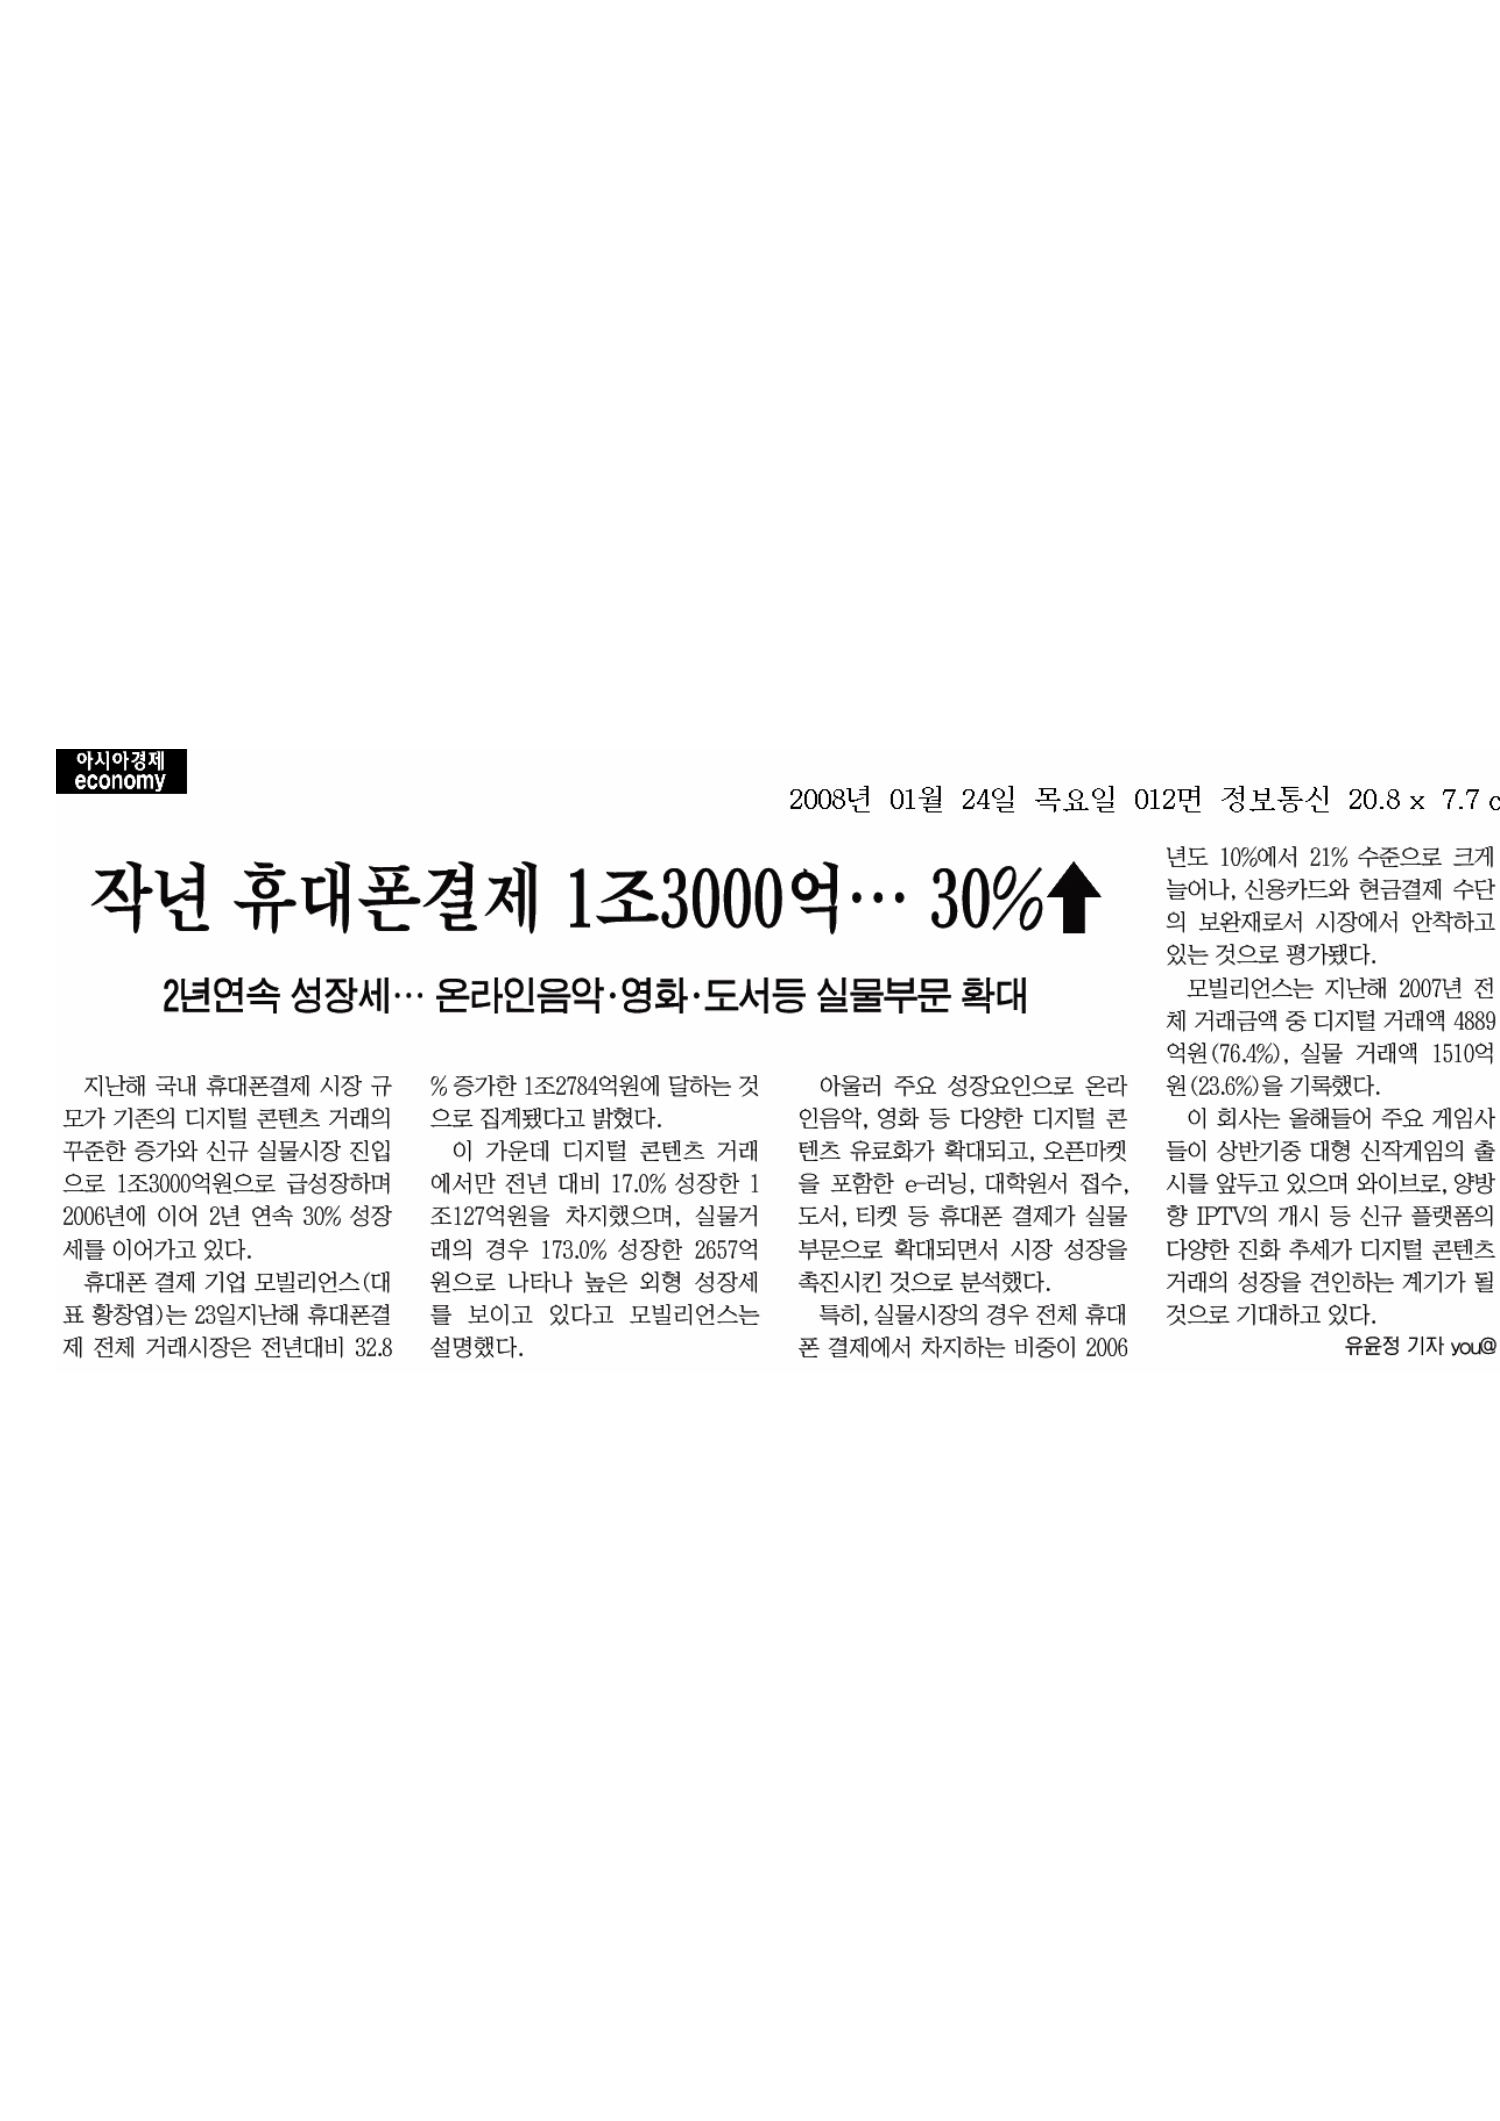 아시아경제
economy
2008년 01월 24일 목요일 012면 정보통신 20.8 x 7.7 c
작년 휴대폰결제 1조3000억… 30%↑
2년연속 성장세… 온라인음악·영화·도서등 실물부문 확대
지난해 국내 휴대폰결제 시장 규
모가 기존의 디지털 콘텐츠 거래의
꾸준한 증가와 신규 실물시장 진입
으로 1조3000억원으로 급성장하며
2006년에 이어 2년 연속 30% 성장
세를 이어가고 있다.
휴대폰 결제 기업 모빌리언스(대
표 황창엽)는 23일지난해 휴대폰결
제 전체 거래시장은 전년대비 32.8
% 증가한 1조2784억원에 달하는 것
으로 집계됐다고 밝혔다.
이 가운데 디지털 콘텐츠 거래
에서만 전년 대비 17.0% 성장한 1
조127억원을 차지했으며, 실물거
래의 경우 173.0% 성장한 2657억
원으로 나타나 높은 외형 성장세
를 보이고 있다고 모빌리언스는
설명했다.
아울러 주요 성장요인으로 온라
인음악, 영화 등 다양한 디지털 콘
텐츠 유료화가 확대되고, 오픈마켓
을 포함한 e-러닝, 대학원서 접수,
도서, 티켓 등 휴대폰 결제가 실물
부문으로 확대되면서 시장 성장을
촉진시킨 것으로 분석했다.
특히, 실물시장의 경우 전체 휴대
폰 결제에서 차지하는 비중이 2006
년도 10%에서 21% 수준으로 크게
늘어나, 신용카드와 현금결제 수단
의 보완재로서 시장에서 안착하고
있는 것으로 평가됐다.
모빌리언스는 지난해 2007년 전
체 거래금액 중 디지털 거래액 4889
억원(76.4%), 실물 거래액 1510억
원(23.6%)을 기록했다.
이 회사는 올해들어 주요 게임사
들이 상반기중 대형 신작게임의 출
시를 앞두고 있으며 와이브로, 양방
향 IPTV의 개시 등 신규 플랫폼의
다양한 진화 추세가 디지털 콘텐츠
거래의 성장을 견인하는 계기가 될
것으로 기대하고 있다.
유윤정 기자 you@